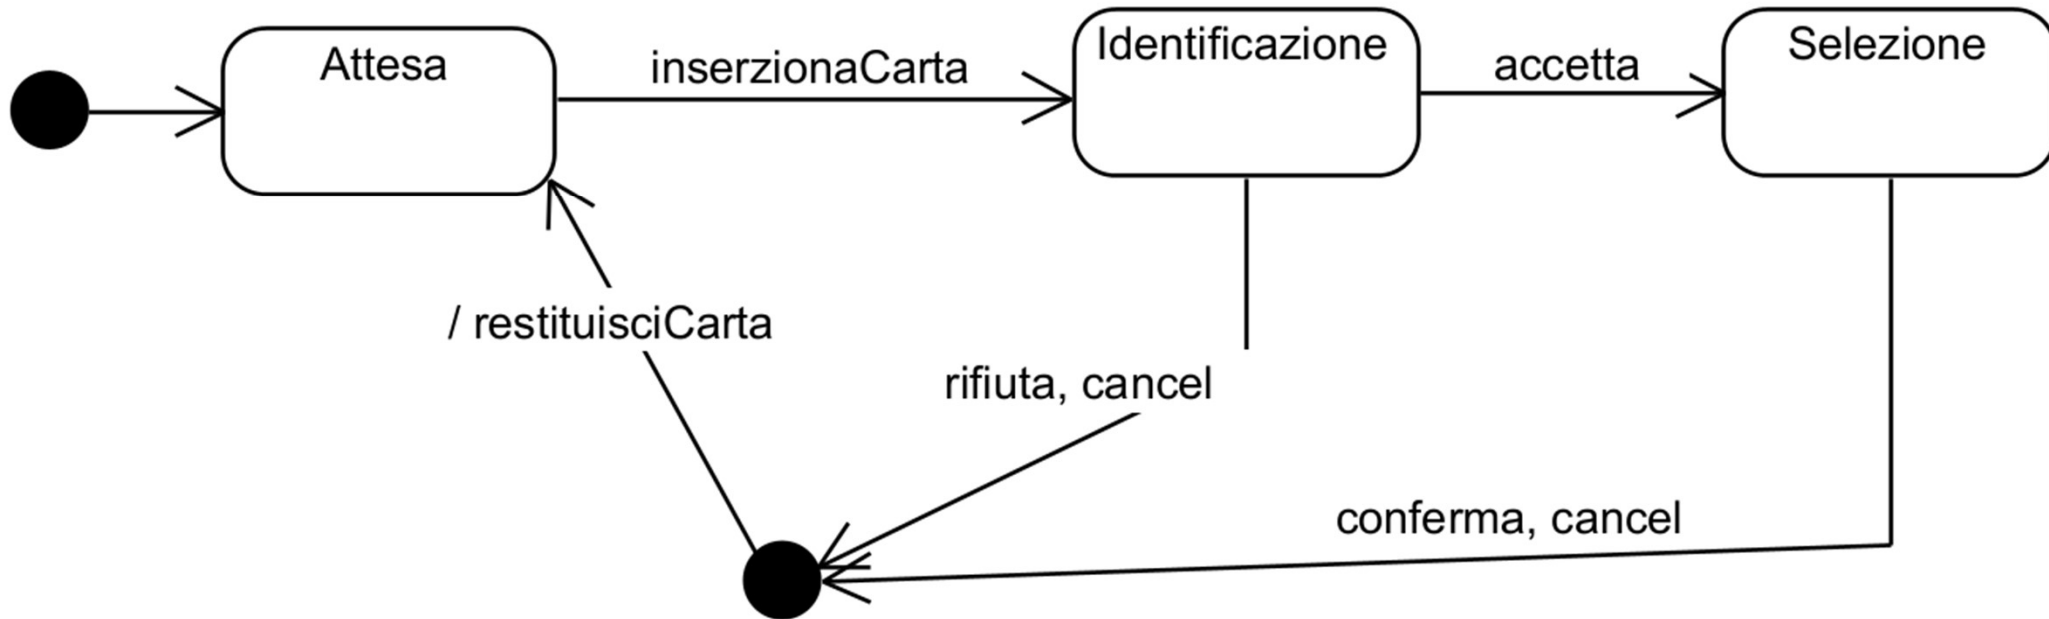 Attesa
inserzionaCarta
Identificazione
accetta
Selezione
/ restituisciCarta
rifiuta, cancel
conferma, cancel